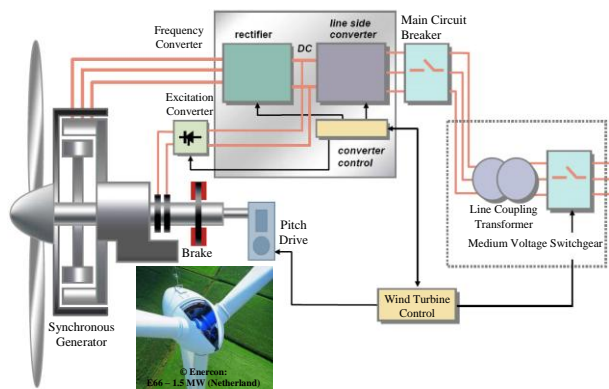 Frequency
Converter
rectifier
DC
line side
converter
Main Circuit
Breaker
Excitation
Converter
converter
control
Line Coupling
Transformer
Medium Voltage Switchgear
Pitch
Drive
Brake
Synchronous
Generator
Wind Turbine
Control
© Enercon:
E66 – 1.5 MW (Netherland)